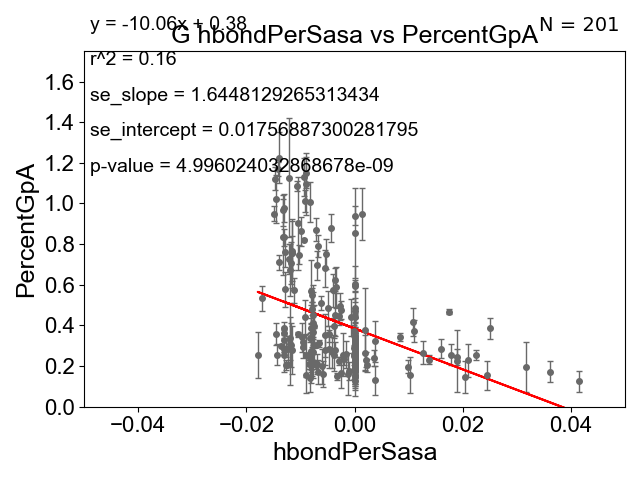 y = -10.06x + 0.38
N = 201
G hbondPerSasa vs PercentGpA
r^2 = 0.16
se_slope = 1.6448129265313434
se_intercept = 0.01756887300281795
p-value = 4.996024032868678e-09
PercentGpA
1.6
1.4
1.2
1.0
0.8
0.6
0.4
0.2
0.0
−0.04 −0.02 0.00 0.02 0.04
hbondPerSasa